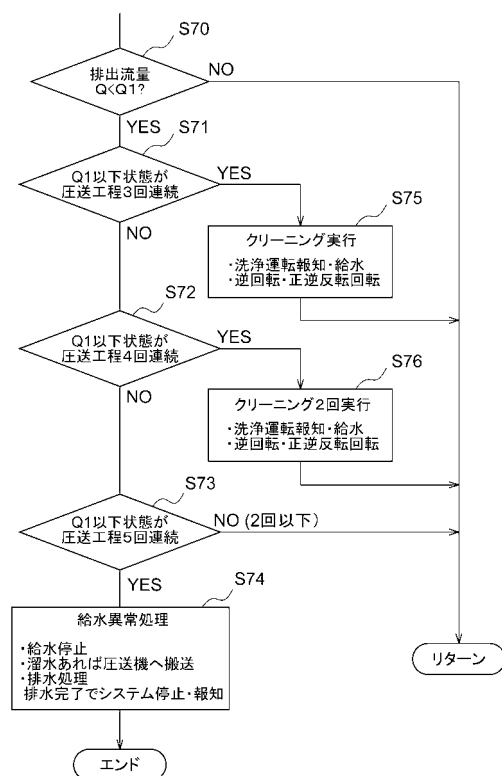 S70
排出流量
Q<Q1?
NO
YES
S71
Q1以下状態が
圧送工程3回連続
YES
NO
S75
クリーニング実行
・洗浄運転報知・給水
・逆回転・正逆反転回転
S72
Q1以下状態が
圧送工程4回連続
YES
NO
S76
クリーニング2回実行
・洗浄運転報知・給水
・逆回転・正逆反転回転
S73
Q1以下状態が
圧送工程5回連続
NO (2回以下)
YES
S74
給水異常処理
・給水停止
・溜水あれば圧送機へ搬送
・排水処理
排水完了でシステム停止・報知
リターン
エンド